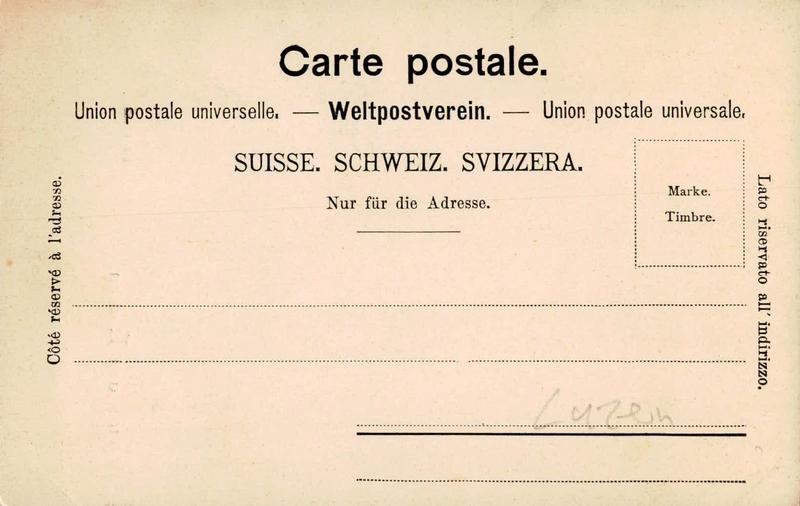 Carte postale.
Union postale universelle. — Weltpostverein. — Union postale universale.
SUISSE. SCHWEIZ. SVIZZERA.
Nur für die Adresse.
Marke.
Timbre.
Côté réservé à l'adresse.
Lato riservato all' indirizzo.
Luzern